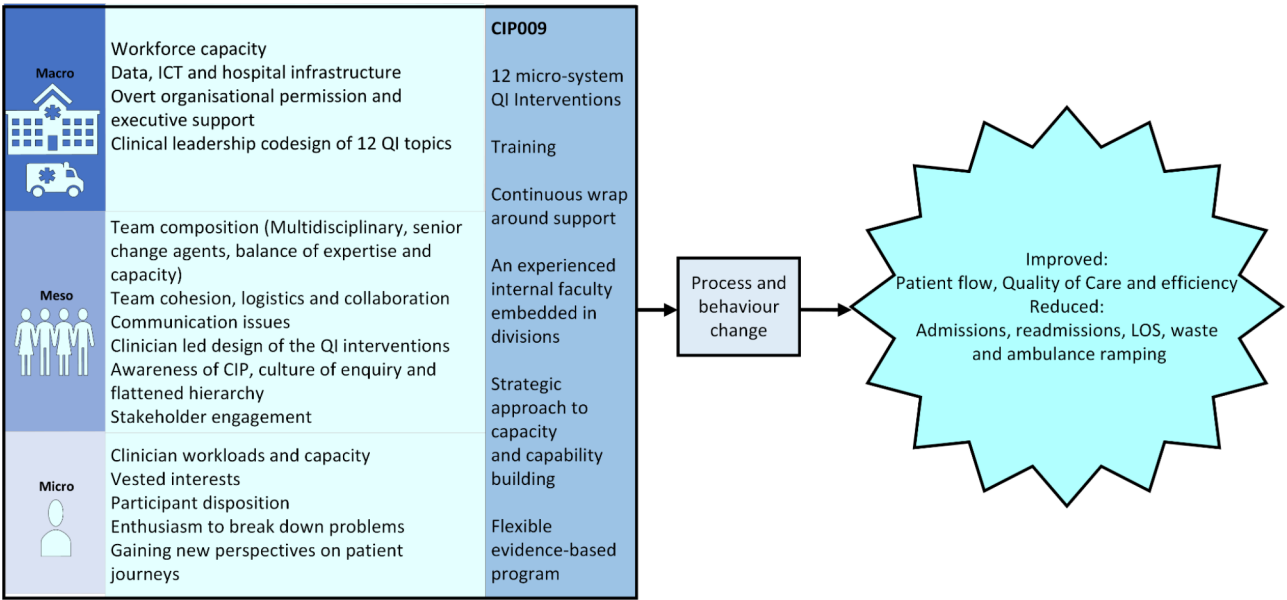 Macro
Workforce capacity
Data, ICT and hospital infrastructure
Overt organisational permission and
executive support
Clinical leadership codesign of 12 QI topics
Meso
Team composition (Multidisciplinary, senior
change agents, balance of expertise and
capacity)
Team cohesion, logistics and collaboration
Communication issues
Clinician led design of the QI interventions
Awareness of CIP, culture of enquiry and
flattened hierarchy
Stakeholder engagement
Micro
Clinician workloads and capacity
Vested interests
Participant disposition
Enthusiasm to break down problems
Gaining new perspectives on patient
journeys
CIP009
12 micro-system
QI Interventions
Training
Continuous wrap
around support
An experienced
internal faculty
embedded in
divisions
Strategic
approach to
capacity
and capability
building
Flexible
evidence-based
program
Process and
behaviour
change
Improved:
Patient flow, Quality of Care and efficiency
Reduced:
Admissions, readmissions, LOS, waste
and ambulance ramping